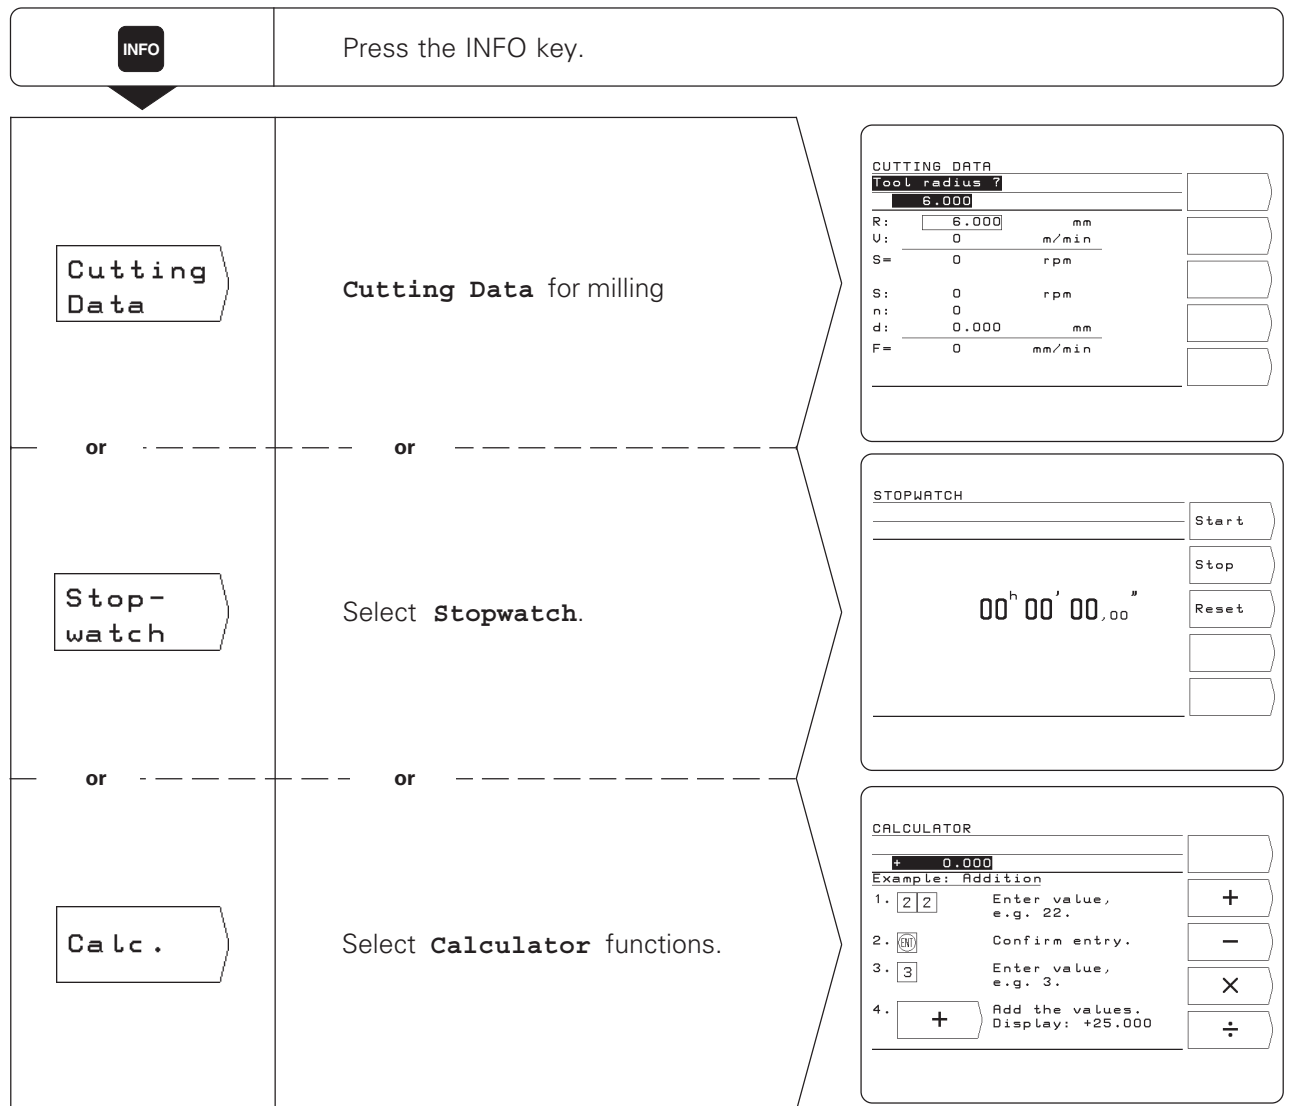 INFO
Press the INFO key.
Cutting
Data
Cutting Data for milling
CUTTING DATA
Tool radius ?
6.000
R: 6.000 mm
V: 0 m/min
S= 0 rpm
S: 0 rpm
n: 0
d: 0.000 mm
F= 0 mm/min
or or
Stop-
watch
Select Stopwatch.
STOPWATCH
00h 00' 00,00"
Start
Stop
Reset
or or
Calc.
Select Calculator functions.
CALCULATOR
+ 0.000
Example: Addition
1. 2 2 Enter value,
e.g. 22.
2. ENT Confirm entry.
3. 3 Enter value,
e.g. 3.
4. + Add the values.
Display: +25.000
+
−
×
÷